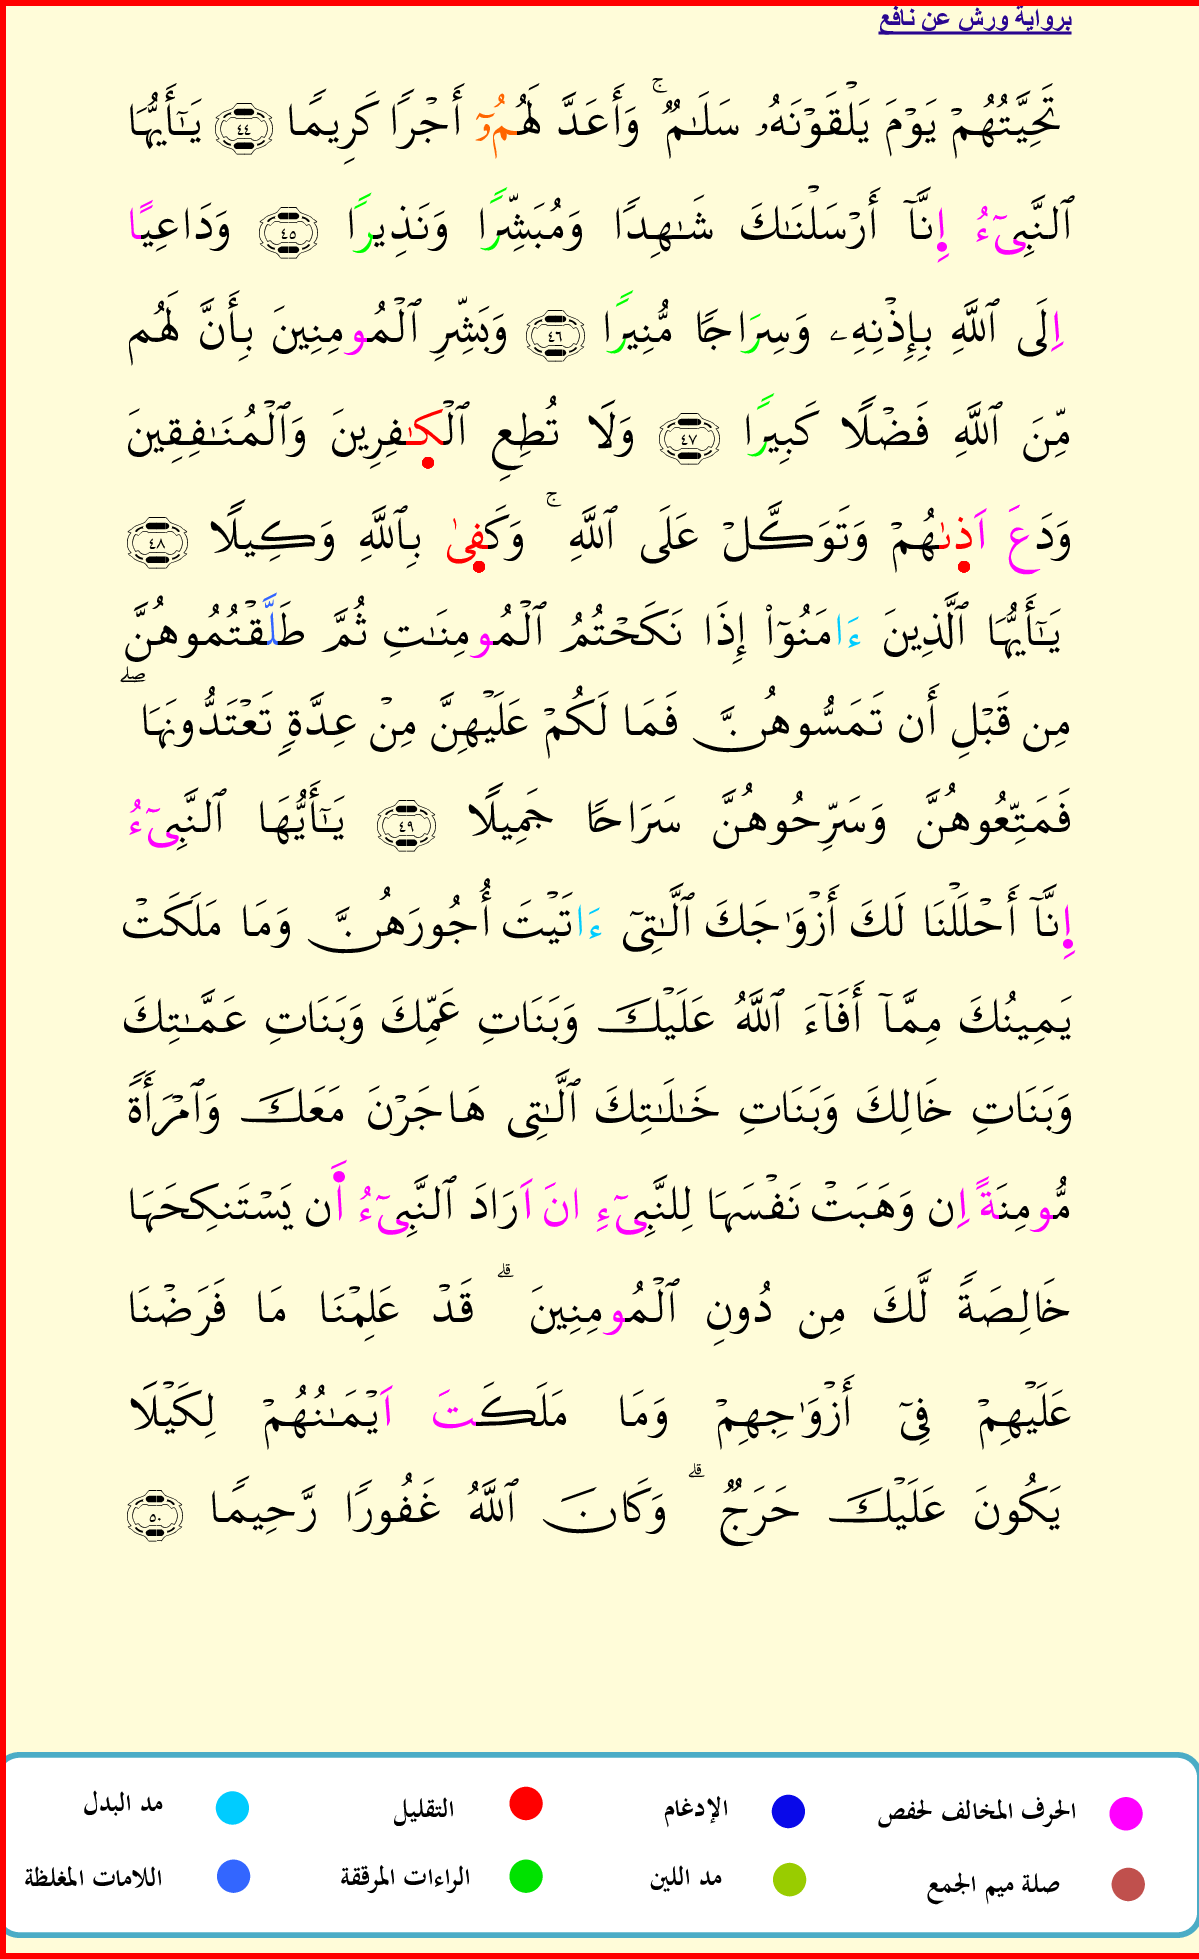 برواية ورش عن نافع
تَحِيَّتُهُمْ يَوْمَ يَلْقَوْنَهُۥ سَلَٰمٌ ۚ وَأَعَدَّ لَهُمُۥٓ أَجْرًا كَرِيمًا ٤٤ يَٰٓأَيُّهَا
ٱلنَّبِىٓءُ إِنَّآ أَرْسَلْنَٰكَ شَٰهِدًا وَمُبَشِّرًا وَنَذِيرًا ٤٥ وَدَاعِيًا
اِلَى ٱللَّهِ بِإِذْنِهِۦ وَسِرَاجًا مُّنِيرًا ٤٦ وَبَشِّرِ ٱلْمُومِنِينَ بِأَنَّ لَهُم
مِّنَ ٱللَّهِ فَضْلًا كَبِيرًا ٤٧ وَلَا تُطِعِ ٱلْكَٰفِرِينَ وَٱلْمُنَٰفِقِينَ
وَدَعَ اَذىٰهُمْ وَتَوَكَّلْ عَلَى ٱللَّهِ ۚ وَكَفىٰ بِٱللَّهِ وَكِيلًا ٤٨
يَٰٓأَيُّهَا ٱلَّذِينَ ءَامَنُوٓاْ إِذَا نَكَحْتُمُ ٱلْمُومِنَٰتِ ثُمَّ طَلَّقْتُمُوهُنَّ
مِن قَبْلِ أَن تَمَسُّوهُنَّ فَمَا لَكُمْ عَلَيْهِنَّ مِنْ عِدَّةٍ تَعْتَدُّونَهَا ۖ
فَمَتِّعُوهُنَّ وَسَرِّحُوهُنَّ سَرَاحًا جَمِيلًا ٤٩ يَٰٓأَيُّهَا ٱلنَّبِىٓءُ
إِنَّآ أَحْلَلْنَا لَكَ أَزْوَٰجَكَ ٱلَّٰتِىٓ ءَاتَيْتَ أُجُورَهُنَّ وَمَا مَلَكَتْ
يَمِينُكَ مِمَّآ أَفَآءَ ٱللَّهُ عَلَيْكَ وَبَنَاتِ عَمِّكَ وَبَنَاتِ عَمَّٰتِكَ
وَبَنَاتِ خَالِكَ وَبَنَاتِ خَٰلَٰتِكَ ٱلَّٰتِى هَاجَرْنَ مَعَكَ وَٱمْرَأَةً
مُّومِنَةً اِن وَهَبَتْ نَفْسَهَا لِلنَّبِىٓءِ انَ اَرَادَ ٱلنَّبِىٓءُ أَن يَسْتَنكِحَهَا
خَالِصَةً لَّكَ مِن دُونِ ٱلْمُومِنِينَ ۗ قَدْ عَلِمْنَا مَا فَرَضْنَا
عَلَيْهِمْ فِىٓ أَزْوَٰجِهِمْ وَمَا مَلَكَتَ اَيْمَٰنُهُمْ لِكَيْلَا
يَكُونَ عَلَيْكَ حَرَجٌ ۗ وَكَانَ ٱللَّهُ غَفُورًا رَّحِيمًا ٥٠
الحرف المخالف لحفص الإدغام التقليل مد البدل
صلة ميم الجمع مد اللين الراءات المرققة اللامات المغلظة